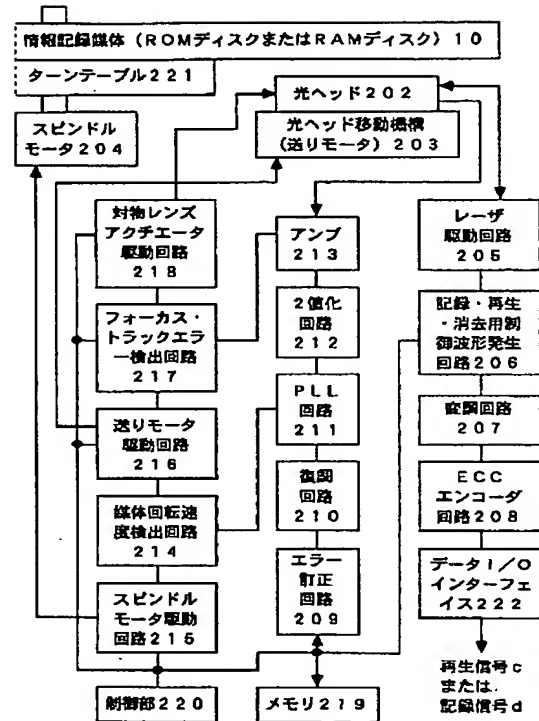 情報記録媒体（ROMディスクまたはRAMディスク）10
ターンテーブル221
スピンドル
モータ204
光ヘッド202
光ヘッド移動機構
（送りモータ）203
対物レンズ
アクチエータ
駆動回路
218
アンプ
213
レーザ
駆動回路
205
フォーカス・
トラックエラ
ー検出回路
217
2値化
回路
212
記録・再生
・消去用制
御波形発生
回路206
送りモータ
駆動回路
216
PLL
回路
211
変調回路
207
媒体回転速
度検出回路
214
復調
回路
210
ECC
エンコーダ
回路208
スピンドル
モータ駆動
回路215
エラー
訂正
回路
209
データI/O
インターフェ
イス222
制御部220
メモリ219
再生信号c
または
記録信号d